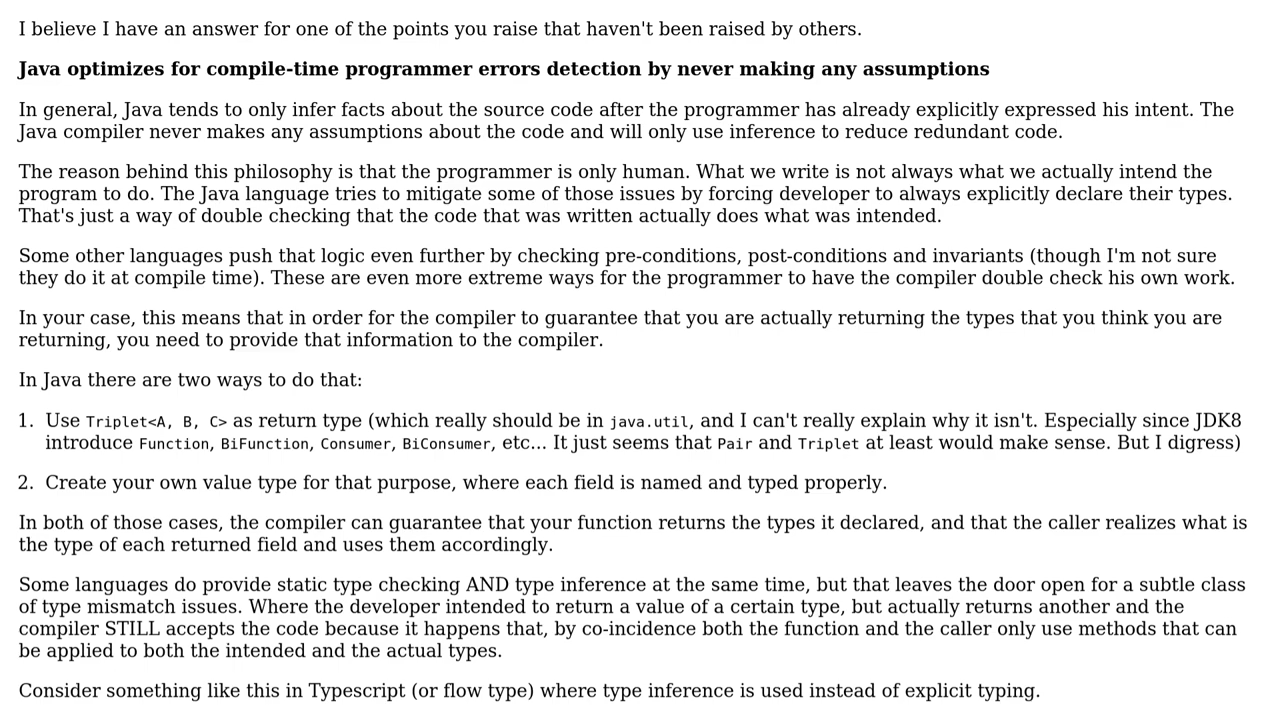 I believe I have an answer for one of the points you raise that haven't been raised by others.
Java optimizes for compile-time programmer errors detection by never making any assumptions
In general, Java tends to only infer facts about the source code after the programmer has already explicitly expressed his intent. The
Java compiler never makes any assumptions about the code and will only use inference to reduce redundant code.
The reason behind this philosophy is that the programmer is only human. What we write is not always what we actually intend the
program to do. The Java language tries to mitigate some of those issues by forcing developer to always explicitly declare their types.
That's just a way of double checking that the code that was written actually does what was intended.
Some other languages push that logic even further by checking pre-conditions, post-conditions and invariants (though I'm not sure
they do it at compile time). These are even more extreme ways for the programmer to have the compiler double check his own work.
In your case, this means that in order for the compiler to guarantee that you are actually returning the types that you think you are
returning, you need to provide that information to the compiler.
In Java there are two ways to do that:
1. Use Triplet<A, B, C> as return type (which really should be in java.util, and I can't really explain why it isn't. Especially since JDK8
introduce Function, BiFunction, Consumer, BiConsumer, etc... It just seems that Pair and Triplet at least would make sense. But I digress)
2. Create your own value type for that purpose, where each field is named and typed properly.
In both of those cases, the compiler can guarantee that your function returns the types it declared, and that the caller realizes what is
the type of each returned field and uses them accordingly.
Some languages do provide static type checking AND type inference at the same time, but that leaves the door open for a subtle class
of type mismatch issues. Where the developer intended to return a value of a certain type, but actually returns another and the
compiler STILL accepts the code because it happens that, by co-incidence both the function and the caller only use methods that can
be applied to both the intended and the actual types.
Consider something like this in Typescript (or flow type) where type inference is used instead of explicit typing.